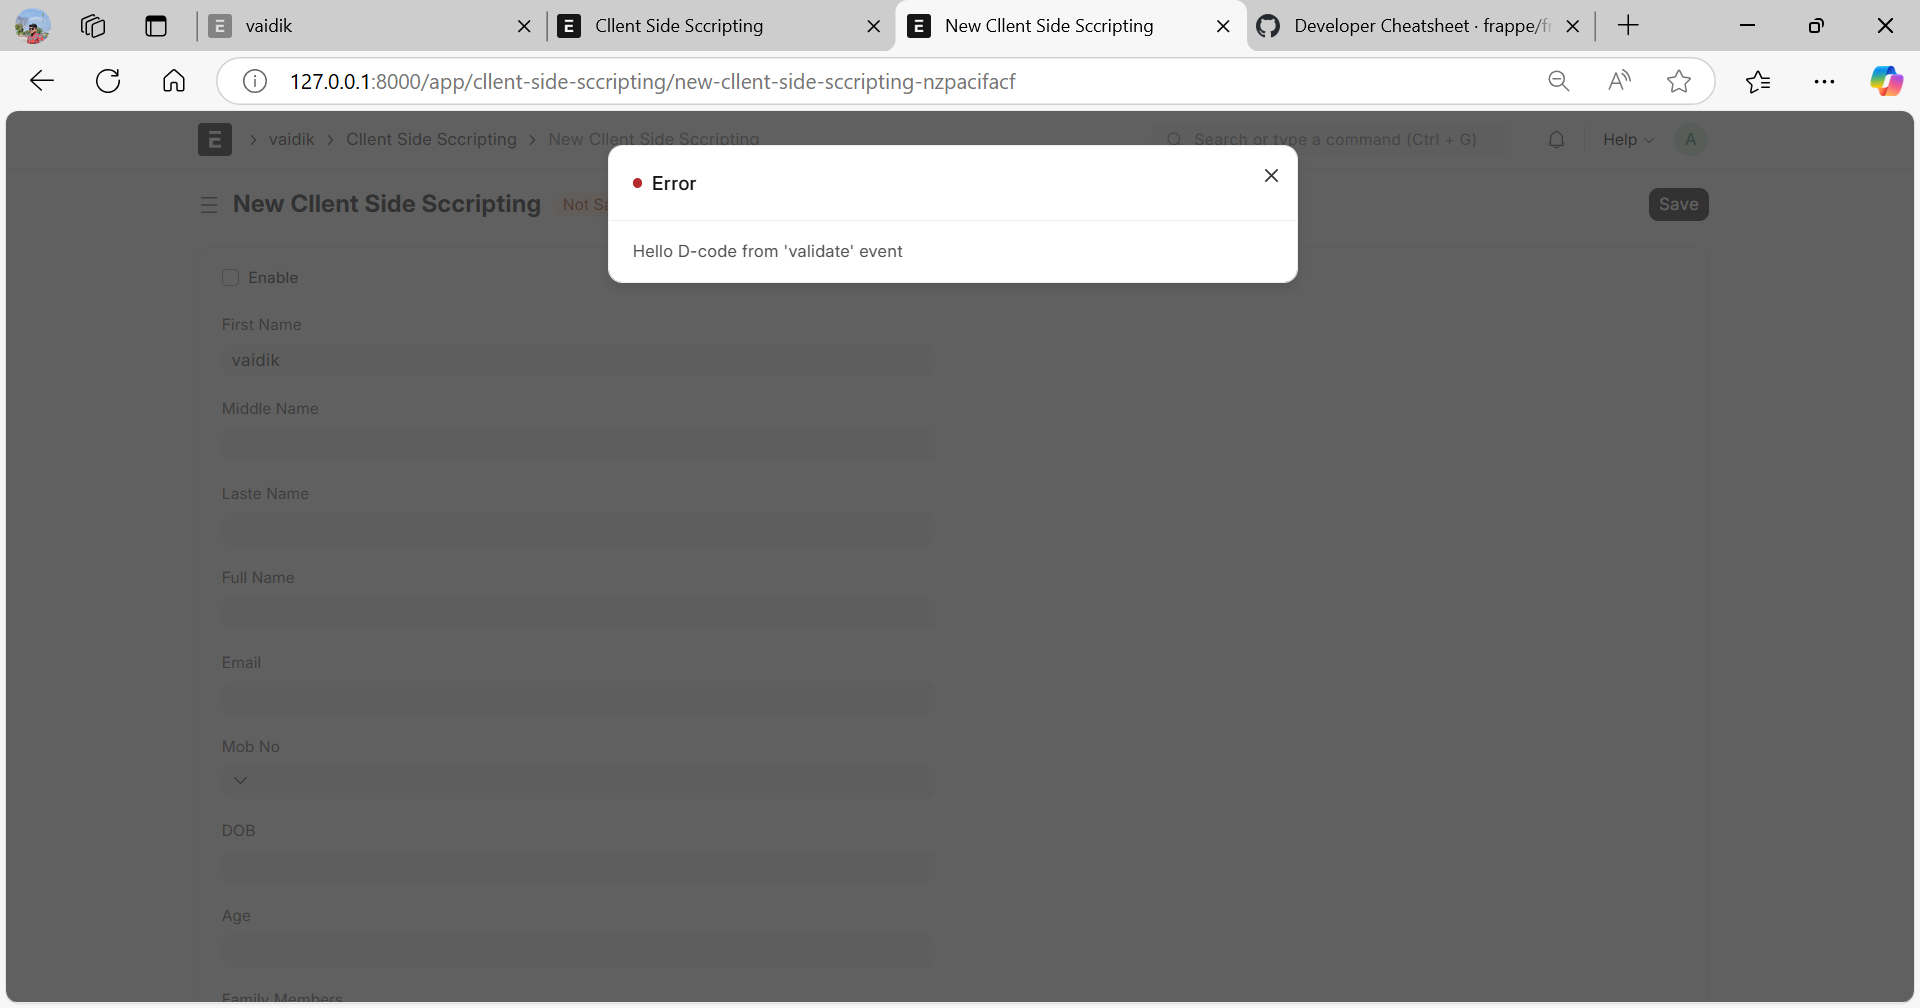 vaidik
Cllent Side Sccripting
New Cllent Side Sccripting
Developer Cheatsheet · frappe/f
127.0.0.1:8000/app/cllent-side-sccripting/new-cllent-side-sccripting-nzpacifacf
vaidik
Cllent Side Sccripting
New Cllent Side Sccripting
Search or type a command (Ctrl + G)
Help
A
New Cllent Side Sccripting
Not Sa
Save
Error
Hello D-code from 'validate' event
Enable
First Name
vaidik
Middle Name
Laste Name
Full Name
Email
Mob No
DOB
Age
Family Members